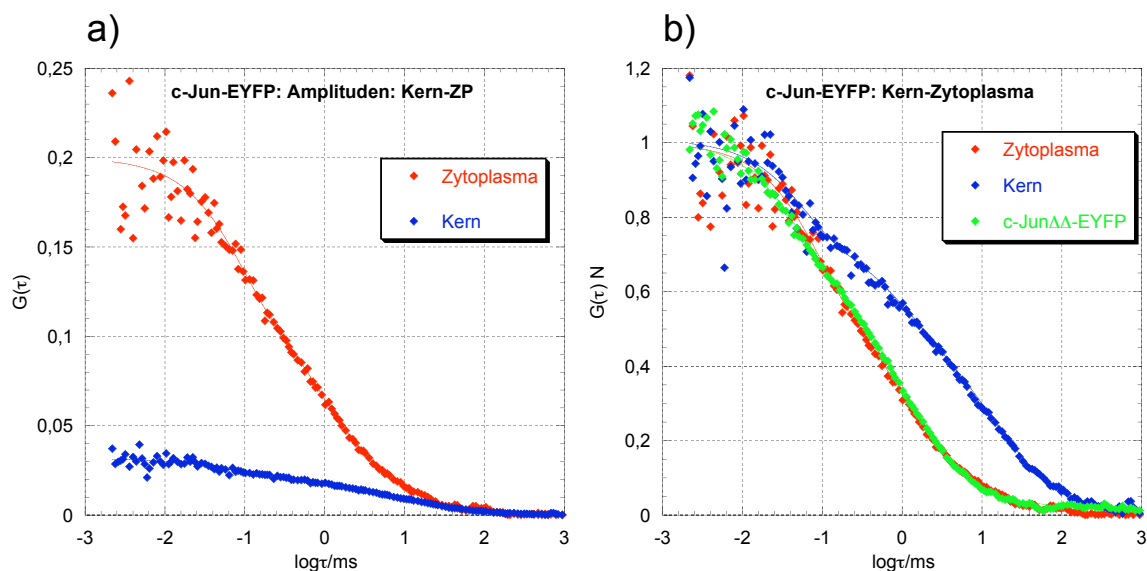 a)
c-Jun-EYFP: Amplituden: Kern-ZP
G(τ)
0,25
0,2
0,15
0,1
0,05
0
Zytoplasma
Kern
-3 -2 -1 0 1 2 3
logτ/ms
b)
c-Jun-EYFP: Kern-Zytoplasma
G(τ) N
1,2
1
0,8
0,6
0,4
0,2
0
Zytoplasma
Kern
c-JunΔΔ-EYFP
-3 -2 -1 0 1 2 3
logτ/ms